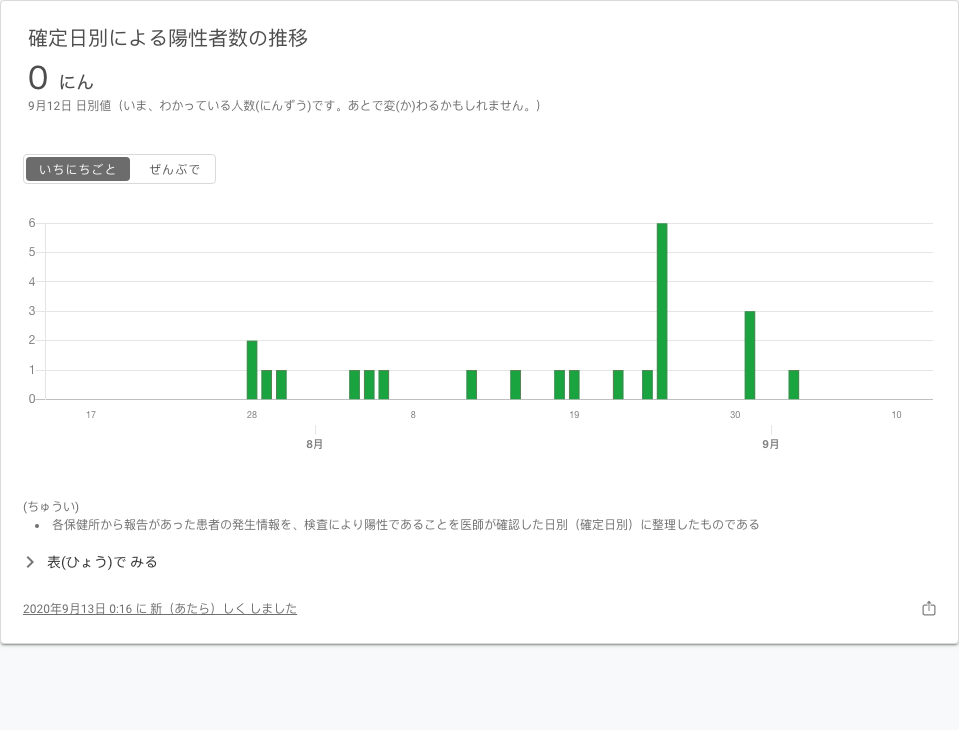 確定日別による陽性者数の推移
0 にん
9月12日 日別値（いま、わかっている人数(にんずう)です。あとで変(か)わるかもしれません。）
いちにちごと ぜんぶで
6
5
4
3
2
1
0
17 28 8 19 30 10
8月 9月
(ちゅうい)
• 各保健所から報告があった患者の発生情報を、検査により陽性であることを医師が確認した日別（確定日別）に整理したものである
表(ひょう)で みる
2020年9月13日 0:16 に 新（あたら）しく しました